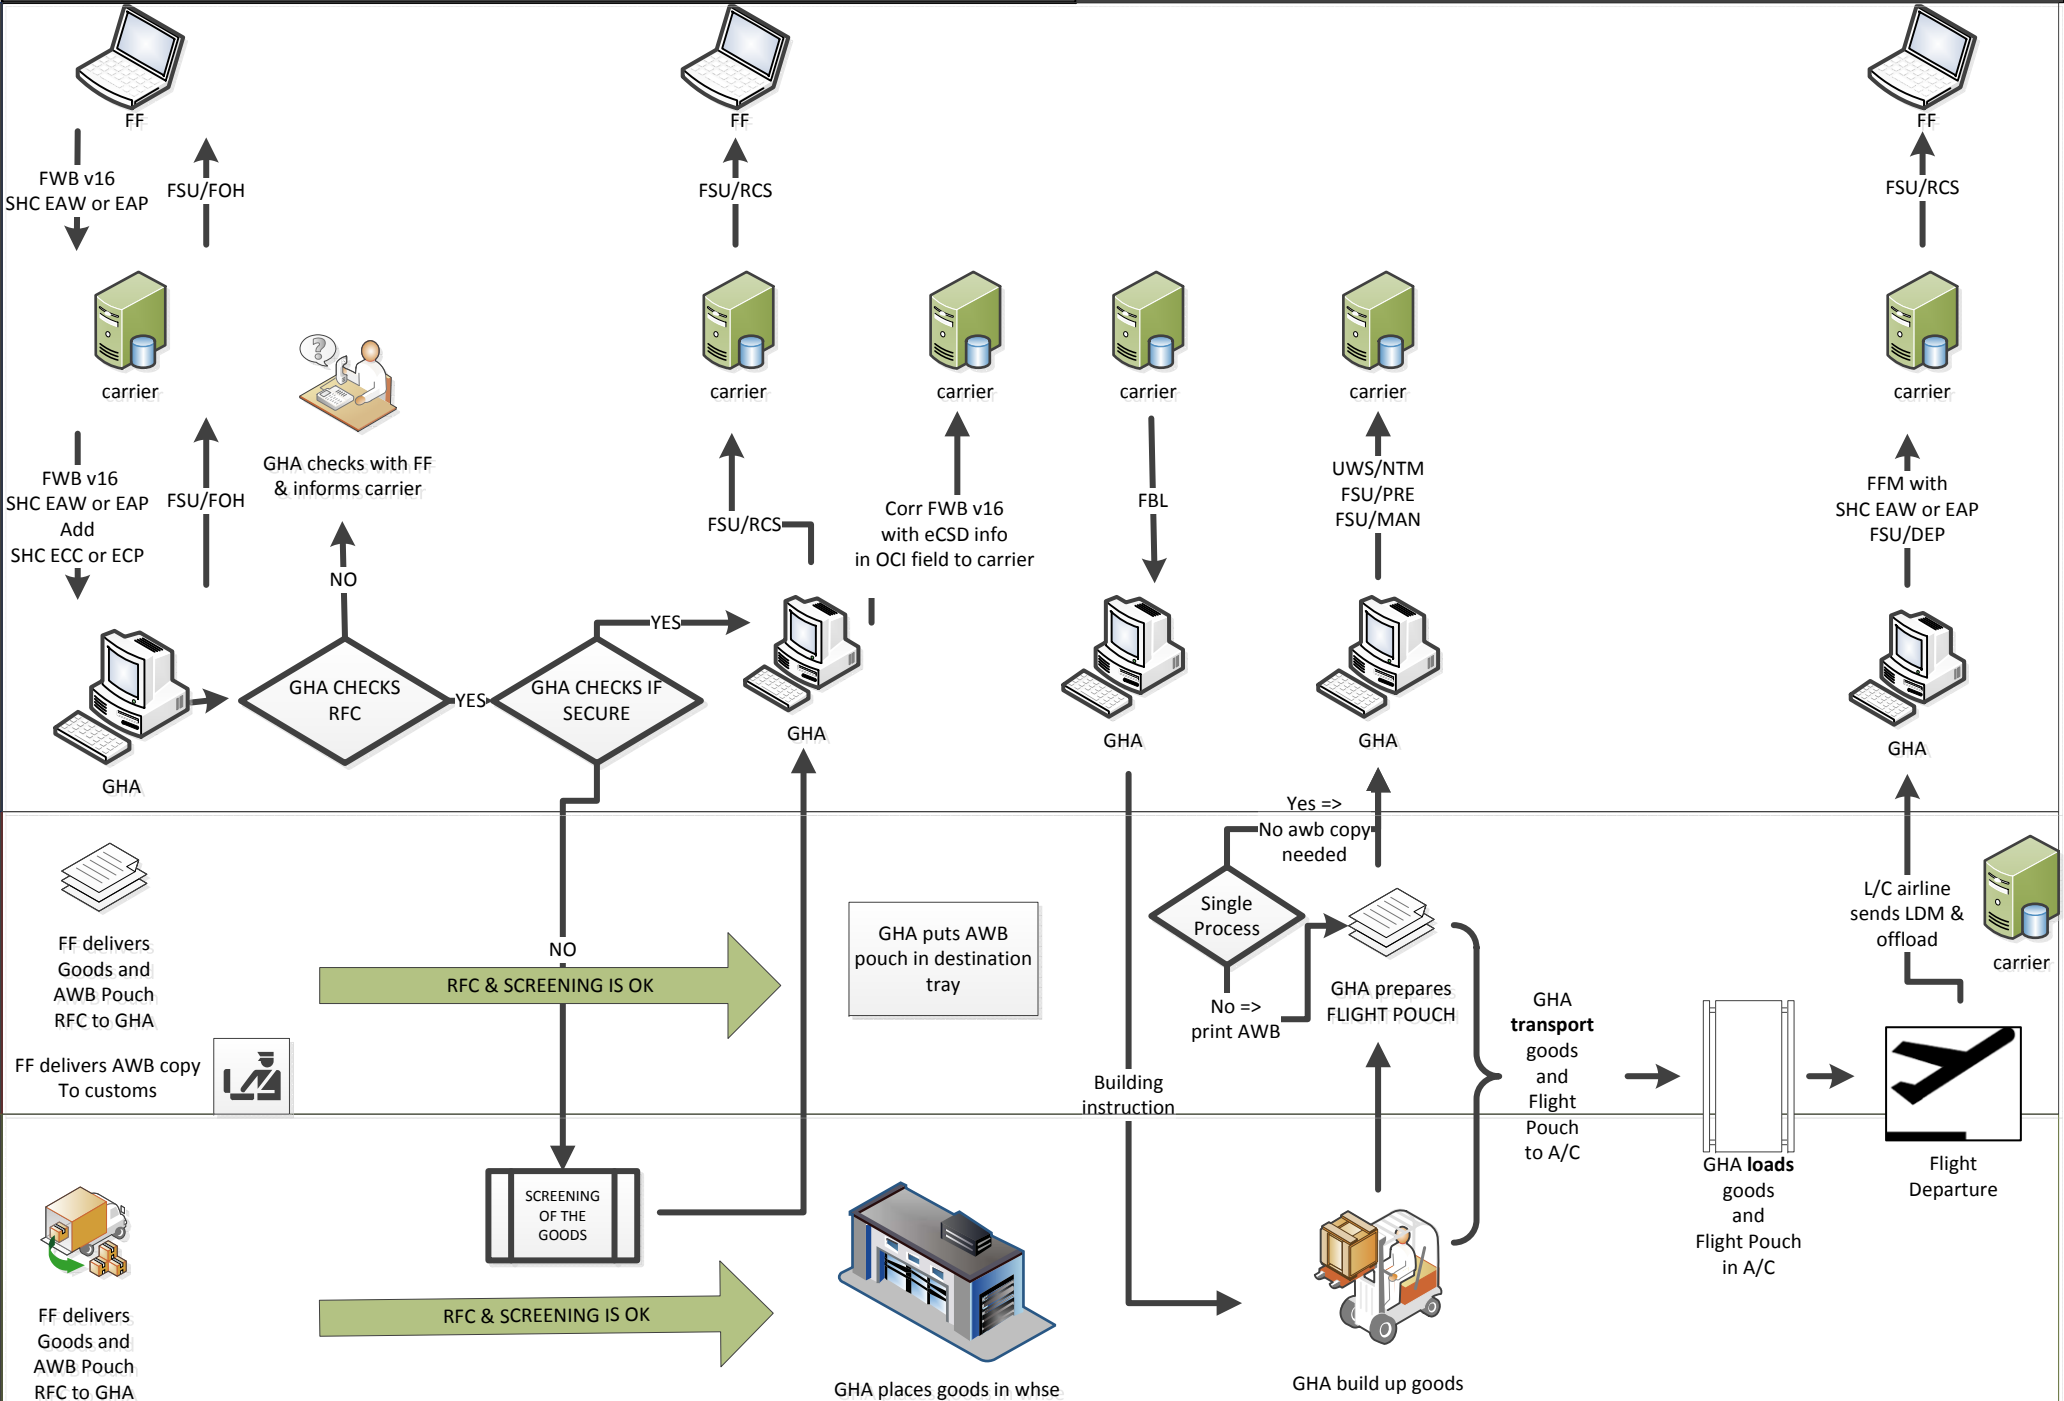 FF
FWB v16
SHC EAW or EAP
FSU/FOH
carrier
FWB v16
SHC EAW or EAP
Add
SHC ECC or ECP
FSU/FOH
GHA
GHA checks with FF
& informs carrier
NO
GHA CHECKS
RFC
YES
GHA CHECKS IF
SECURE
YES
NO
FF
FSU/RCS
carrier
FSU/RCS
GHA
carrier
Corr FWB v16
with eCSD info
in OCI field to carrier
carrier
FBL
GHA
carrier
UWS/NTM
FSU/PRE
FSU/MAN
GHA
FF
FSU/RCS
carrier
FFM with
SHC EAW or EAP
FSU/DEP
GHA
FF delivers
Goods and
AWB Pouch
RFC to GHA
FF delivers AWB copy
To customs
RFC & SCREENING IS OK
GHA puts AWB
pouch in destination
tray
Building
instruction
Yes =>
No awb copy
needed
Single
Process
No =>
print AWB
GHA prepares
FLIGHT POUCH
GHA
transport
goods
and
Flight
Pouch
to A/C
L/C airline
sends LDM &
offload
carrier
FF delivers
Goods and
AWB Pouch
RFC to GHA
SCREENING
OF THE
GOODS
RFC & SCREENING IS OK
GHA places goods in whse
GHA build up goods
GHA loads
goods
and
Flight Pouch
in A/C
Flight
Departure